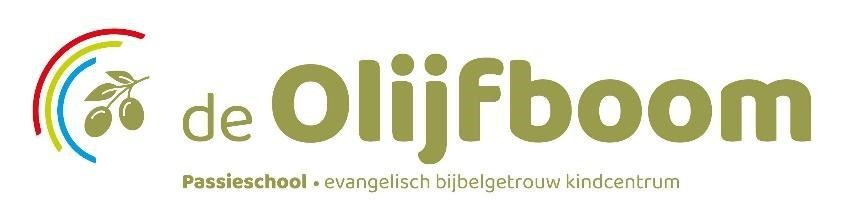 de Olijfboom
Passieschool • evangelisch bijbelgetrouw kindcentrum